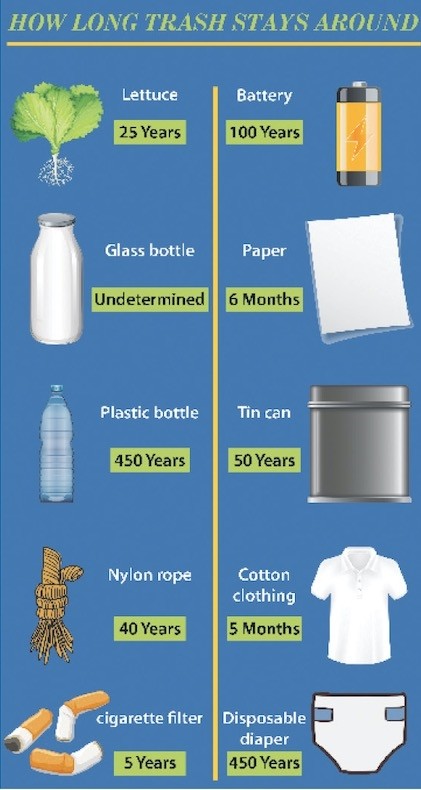 HOW LONG TRASH STAYS AROUND
Lettuce
25 Years
Battery
100 Years
Glass bottle
Undetermined
Paper
6 Months
Plastic bottle
450 Years
Tin can
50 Years
Nylon rope
40 Years
Cotton
clothing
5 Months
cigarette filter
5 Years
Disposable
diaper
450 Years